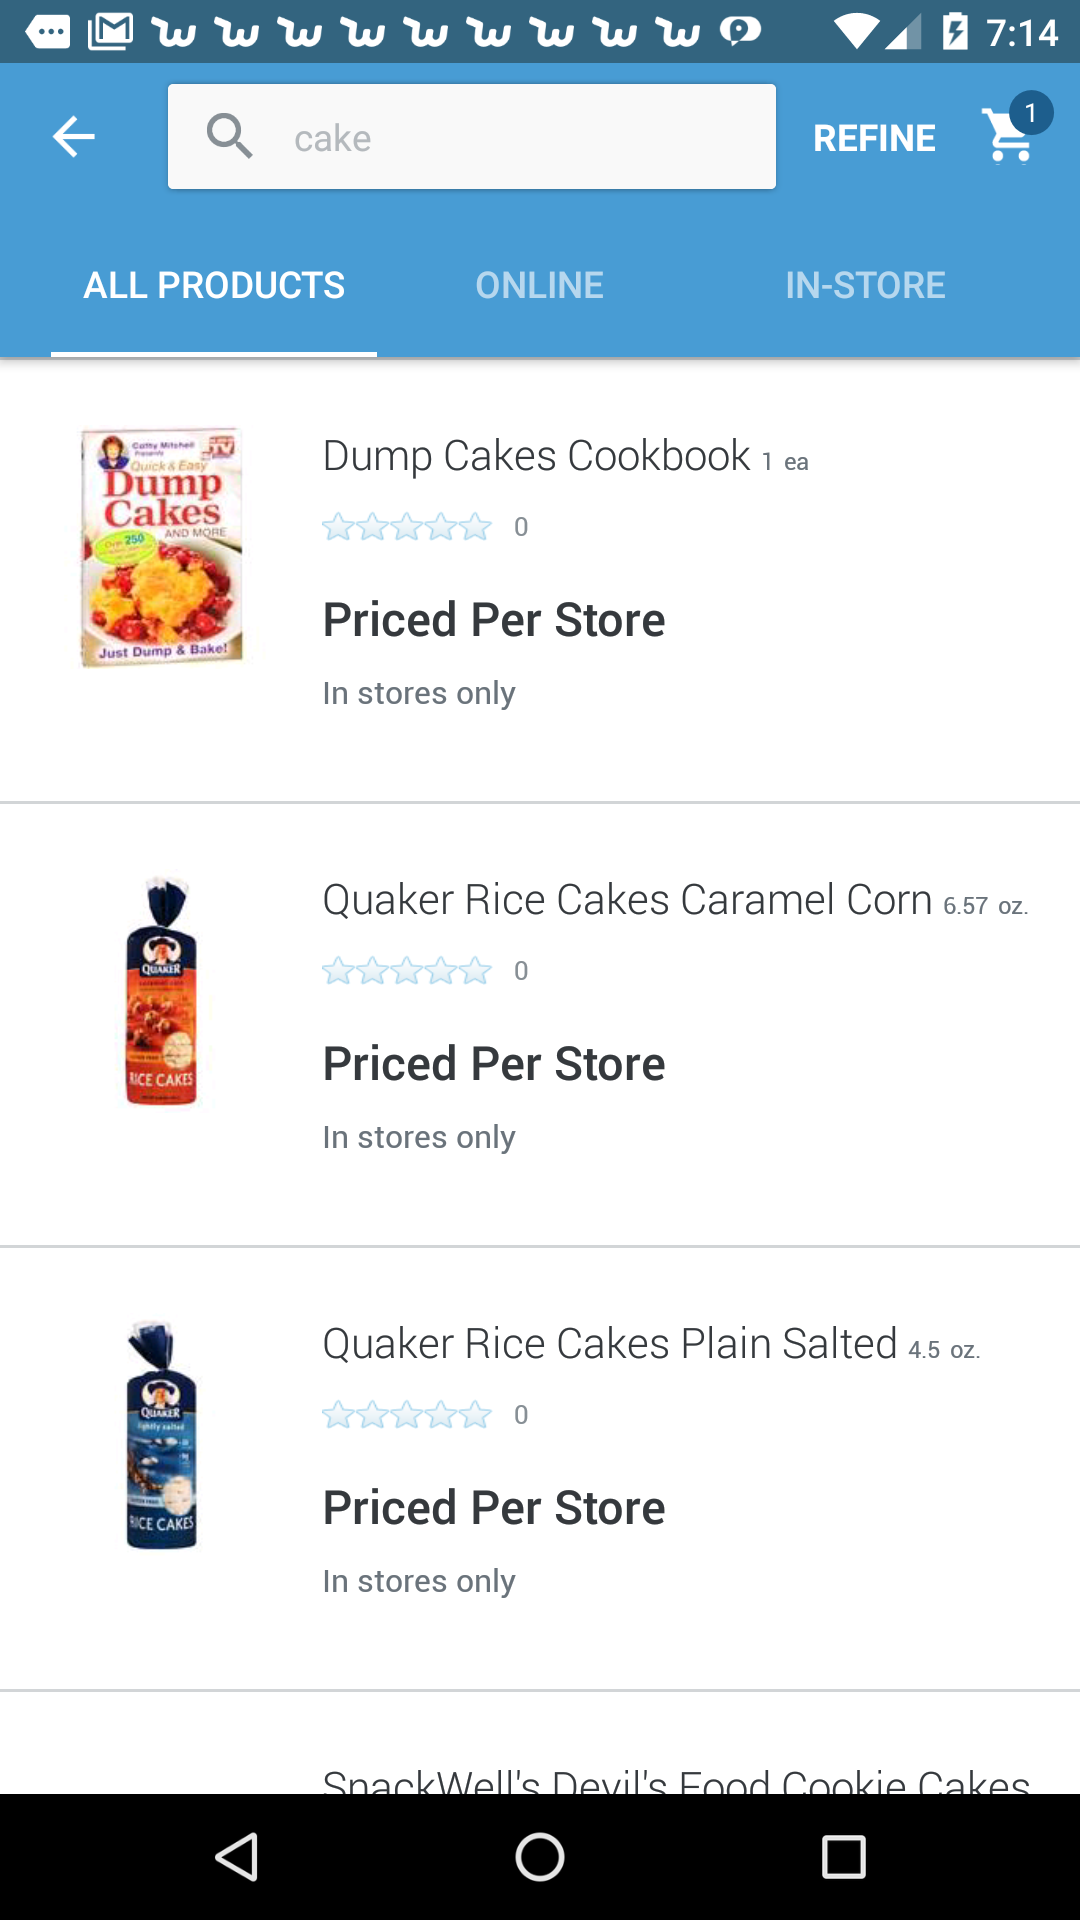 7:14
cake
REFINE
1
ALL PRODUCTS
ONLINE
IN-STORE
Cathy Mitchell
Presents
Quick & Easy
Dump
Cakes
AND MORE
Over 250
Just Dump & Bake!
Dump Cakes Cookbook 1 ea
0
Priced Per Store
In stores only
QUAKER
RICE CAKES
Quaker Rice Cakes Caramel Corn 6.57 oz.
0
Priced Per Store
In stores only
QUAKER
lightly salted
RICE CAKES
Quaker Rice Cakes Plain Salted 4.5 oz.
0
Priced Per Store
In stores only
SnackWell's Devil's Food Cookie Cakes